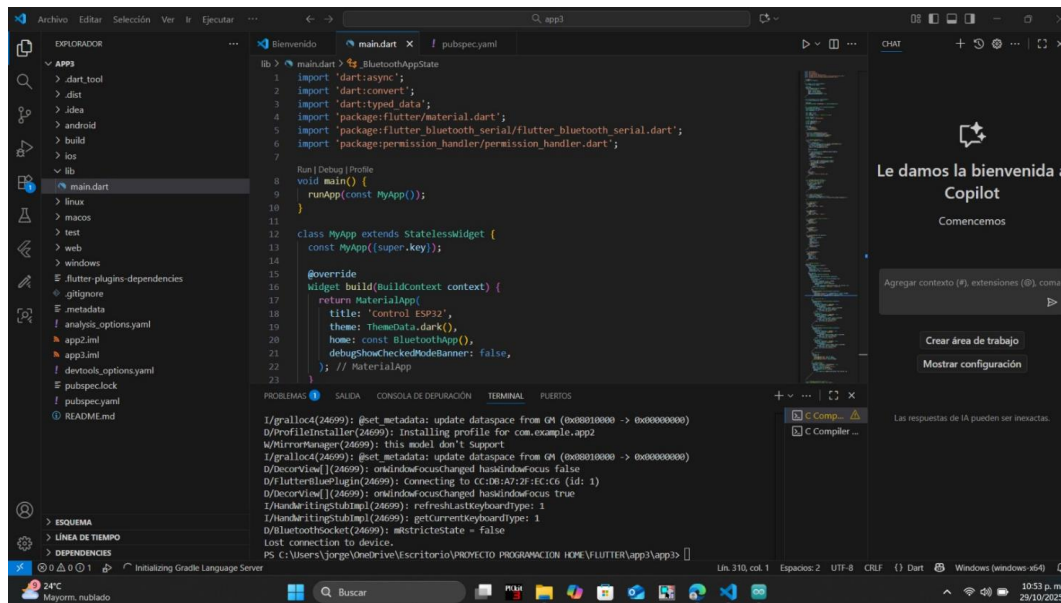 Archivo Editar Selección Ver Ir Ejecutar ...
app3
EXPLORADOR ...
APP3
.dart_tool
.dist
.idea
android
build
ios
lib
main.dart
linux
macos
test
web
windows
.flutter-plugins-dependencies
.gitignore
.metadata
analysis_options.yaml
app2.iml
app3.iml
devtools_options.yaml
pubspec.lock
pubspec.yaml
README.md
ESQUEMA
LÍNEA DE TIEMPO
DEPENDENCIES
Bienvenido main.dart pubspec.yaml
lib > main.dart > _BluetoothAppState
1 import 'dart:async';
2 import 'dart:convert';
3 import 'dart:typed_data';
4 import 'package:flutter/material.dart';
5 import 'package:flutter_bluetooth_serial/flutter_bluetooth_serial.dart';
6 import 'package:permission_handler/permission_handler.dart';
7
Run | Debug | Profile
8 void main() {
9 runApp(const MyApp());
10 }
11
12 class MyApp extends StatelessWidget {
13 const MyApp({super.key});
14
15 @override
16 Widget build(BuildContext context) {
17 return MaterialApp(
18 title: 'Control ESP32',
19 theme: ThemeData.dark(),
20 home: const BluetoothApp(),
21 debugShowCheckedModeBanner: false,
22 ); // MaterialApp
23 }
PROBLEMAS 1 SALIDA CONSOLA DE DEPURACIÓN TERMINAL PUERTOS
I/gralloc4(24699): @set_metadata: update dataspace from GM (0x08010000 -> 0x00000000)
D/ProfileInstaller(24699): Installing profile for com.example.app2
W/MirrorManager(24699): this model don't Support
I/gralloc4(24699): @set_metadata: update dataspace from GM (0x08010000 -> 0x00000000)
D/DecorView[](24699): onWindowFocusChanged hasWindowFocus false
D/FlutterBluePlugin(24699): Connecting to CC:DB:A7:2F:EC:C6 (id: 1)
D/DecorView[](24699): onWindowFocusChanged hasWindowFocus true
I/HandWritingStubImpl(24699): refreshLastKeyboardType: 1
I/HandWritingStubImpl(24699): getCurrentKeyboardType: 1
D/BluetoothSocket(24699): mRstricteState = false
Lost connection to device.
PS C:\Users\jorge\OneDrive\Escritorio\PROYECTO PROGRAMACION HOME\FLUTTER\app3\app3>
C Comp...
C Compiler ...
CHAT
Le damos la bienvenida a
Copilot
Comencemos
Agregar contexto (#), extensiones (@), coma
Crear área de trabajo
Mostrar configuración
Las respuestas de IA pueden ser inexactas.
0 0 1 Initializing Gradle Language Server
Lín. 310, col. 1 Espacios: 2 UTF-8 CRLF {} Dart Windows (windows-x64)
9
24°C
Mayorm. nublado
Buscar
10:53 p. m.